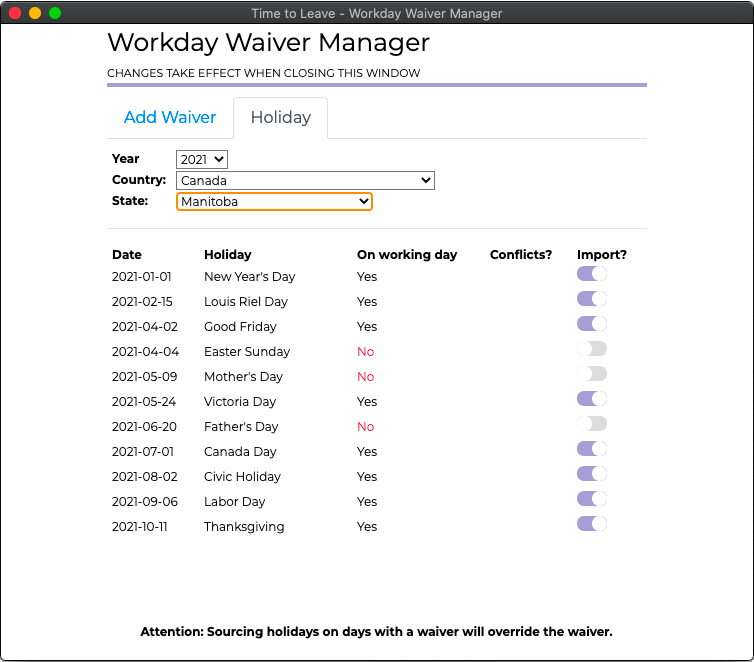 Time to Leave - Workday Waiver Manager
Workday Waiver Manager
CHANGES TAKE EFFECT WHEN CLOSING THIS WINDOW
Add Waiver Holiday
Year 2021
Country: Canada
State: Manitoba
Date Holiday On working day Conflicts? Import?
2021-01-01 New Year's Day Yes
2021-02-15 Louis Riel Day Yes
2021-04-02 Good Friday Yes
2021-04-04 Easter Sunday No
2021-05-09 Mother's Day No
2021-05-24 Victoria Day Yes
2021-06-20 Father's Day No
2021-07-01 Canada Day Yes
2021-08-02 Civic Holiday Yes
2021-09-06 Labor Day Yes
2021-10-11 Thanksgiving Yes
Attention: Sourcing holidays on days with a waiver will override the waiver.